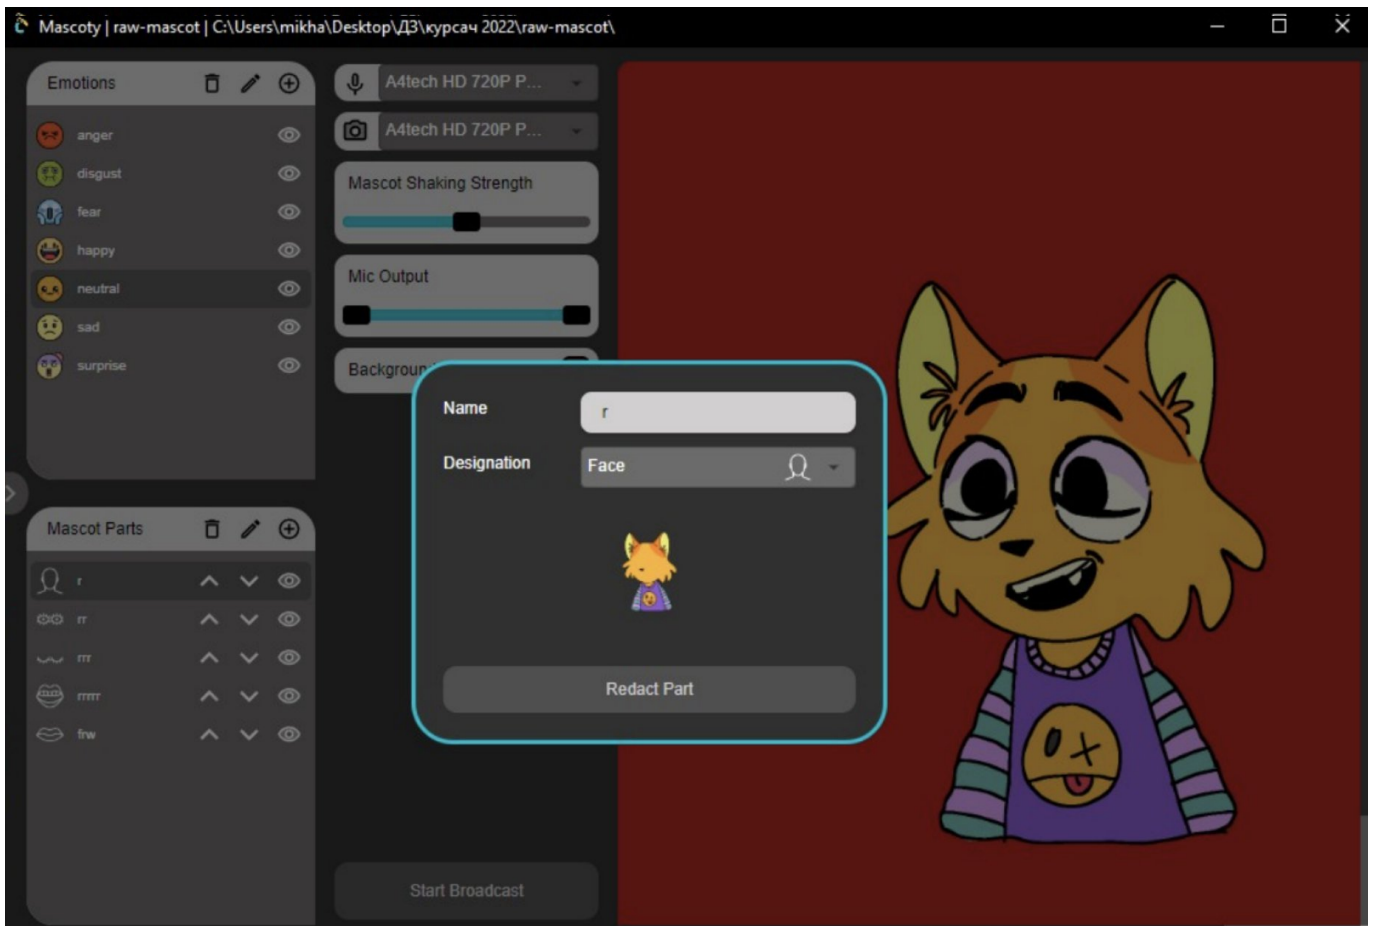 Mascoty | raw-mascot | C:\Users\mikha\Desktop\ДЗ\курсач 2022\raw-mascot\
Emotions
anger
disgust
fear
happy
neutral
sad
surprise
Mascot Parts
r
rr
rrr
rrrrr
frw
A4tech HD 720P P...
A4tech HD 720P P...
Mascot Shaking Strength
Mic Output
Name
r
Designation
Face
Redact Part
Start Broadcast